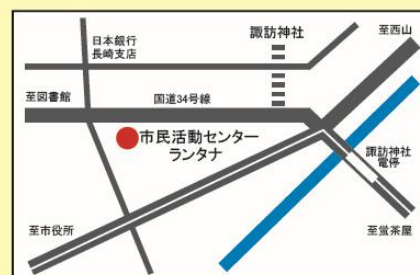 至西山
諏訪神社
日本銀行
長崎支店
至図書館
国道34号線
市民活動センター
ランタナ
諏訪神社
電停
至市役所
至蛍茶屋